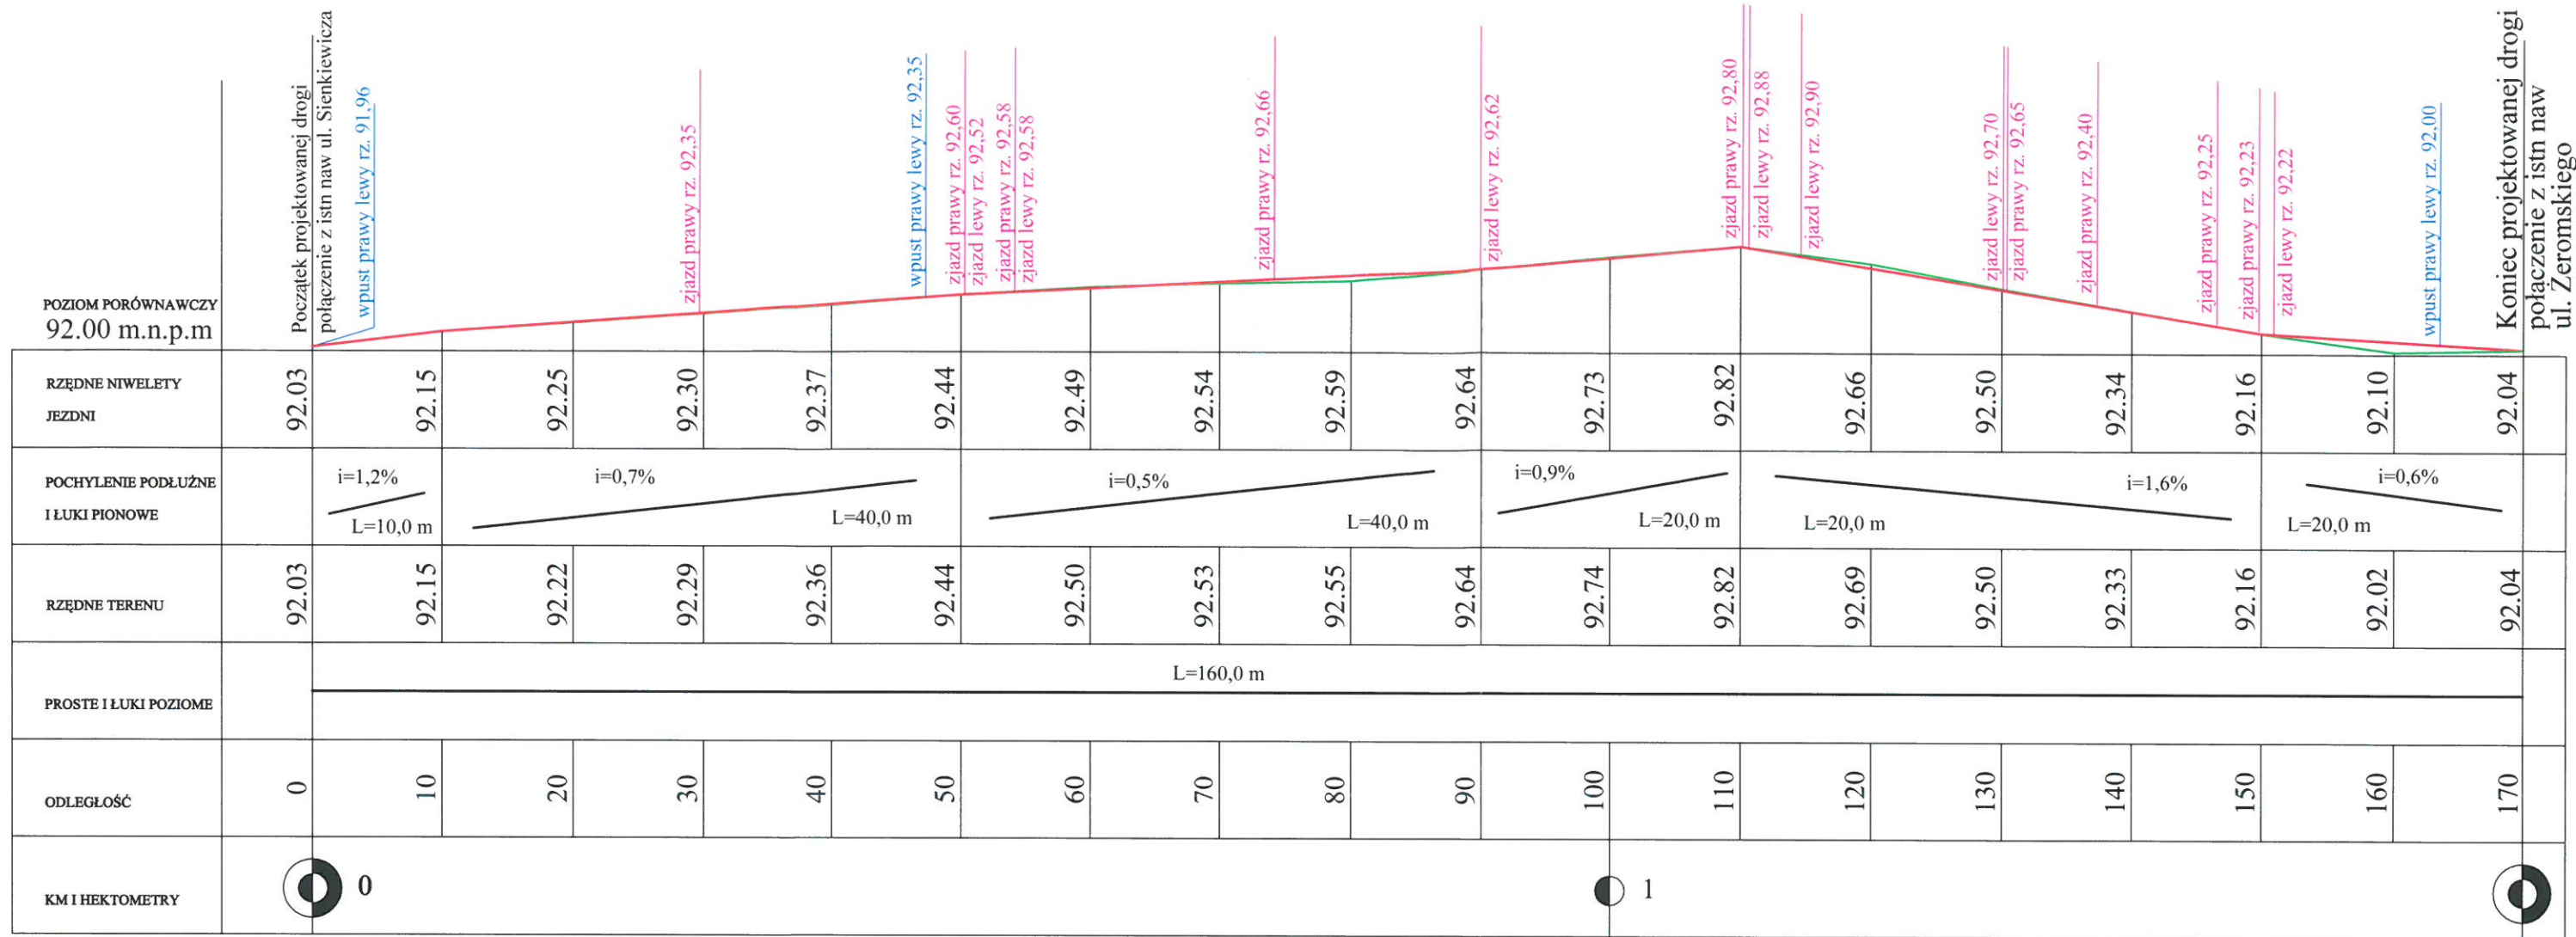 Początek projektowanej drogi
połączenie z istn naw ul. Sienkiewicza
wpust prawy lewy rz. 91,96
zjazd prawy rz. 92,35
wpust prawy lewy rz. 92,35
zjazd prawy rz. 92,60
zjazd lewy rz. 92,52
zjazd prawy rz. 92,58
zjazd lewy rz. 92,58
zjazd prawy rz. 92,66
zjazd lewy rz. 92,62
zjazd prawy rz. 92,80
zjazd lewy rz. 92,88
zjazd lewy rz. 92,90
zjazd lewy rz. 92,70
zjazd prawy rz. 92,65
zjazd prawy rz. 92,40
zjazd prawy rz. 92,25
zjazd prawy rz. 92,23
zjazd lewy rz. 92,22
wpust prawy lewy rz. 92,00
Koniec projektowanej drogi
połączenie z istn naw
ul. Żeromskiego
POZIOM PORÓWNAWCZY
92.00 m.n.p.m
RZĘDNE NIWELETY
JEZDNI
92.03 92.15 92.25 92.30 92.37 92.44 92.49 92.54 92.59 92.64 92.73 92.82 92.66 92.50 92.34 92.16 92.10 92.04
POCHYLENIE PODŁUŻNE
I ŁUKI PIONOWE
i=1,2% i=0,7% i=0,5% i=0,9% i=1,6% i=0,6%
L=10,0 m L=40,0 m L=40,0 m L=20,0 m L=20,0 m L=20,0 m
RZĘDNE TERENU
92.03 92.15 92.22 92.29 92.36 92.44 92.50 92.53 92.55 92.64 92.74 92.82 92.69 92.50 92.33 92.16 92.02 92.04
PROSTE I ŁUKI POZIOME
L=160,0 m
ODLEGŁOŚĆ
0 10 20 30 40 50 60 70 80 90 100 110 120 130 140 150 160 170
KM I HEKTOMETRY
0 1